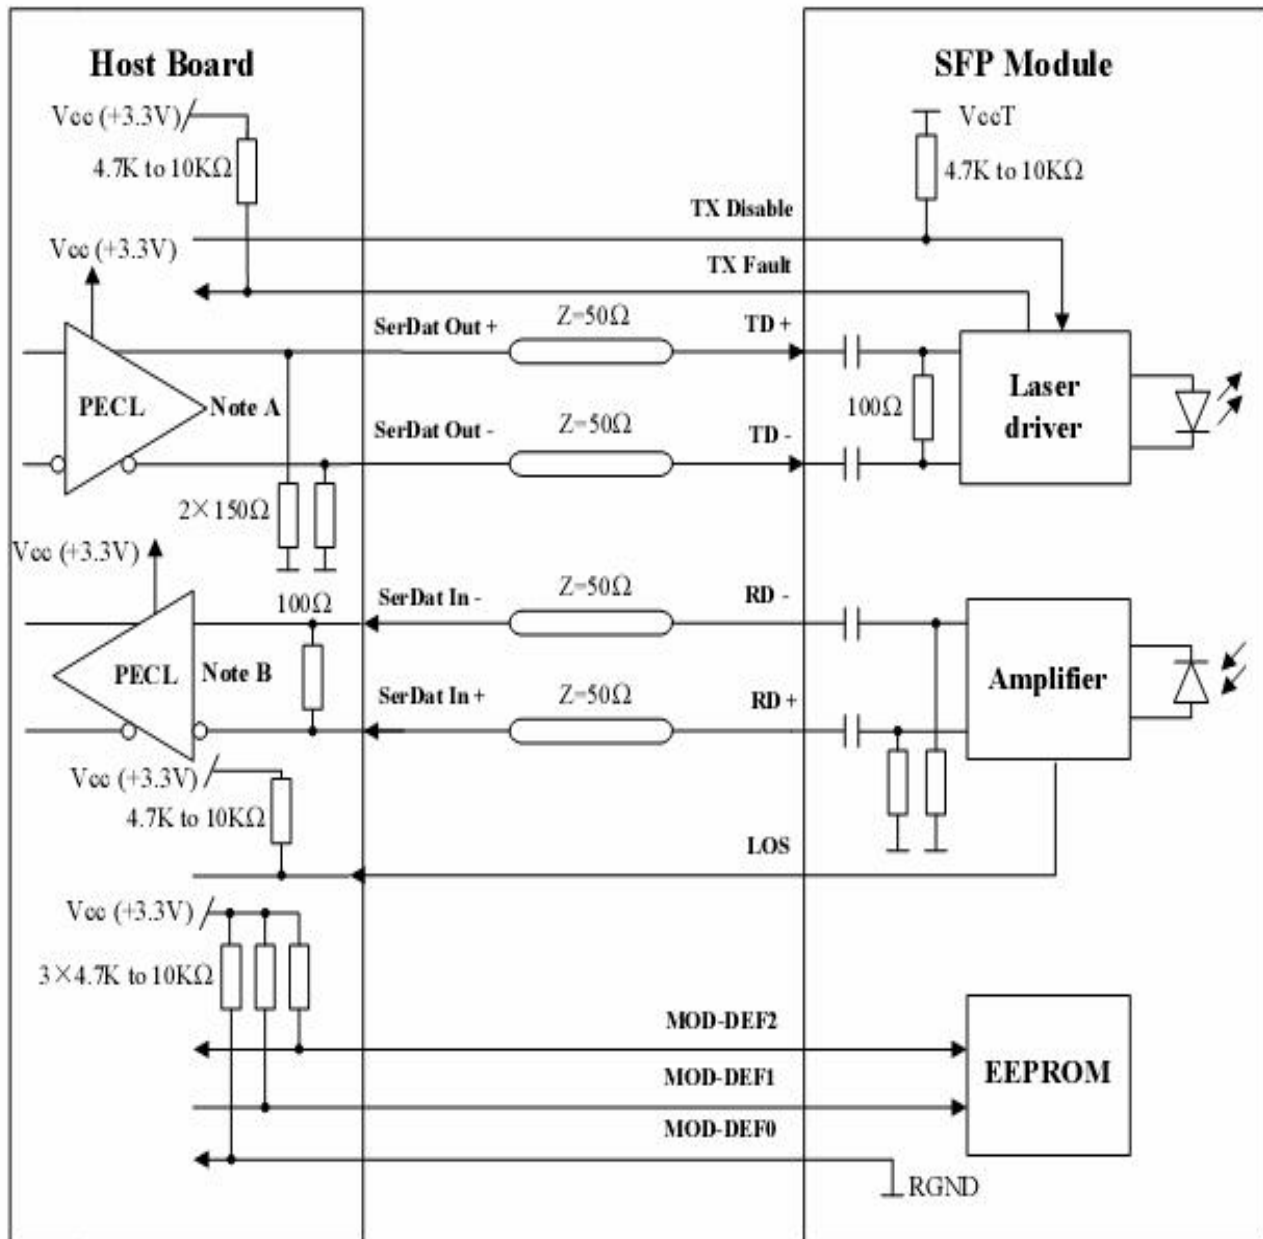 Host Board
SFP Module
Vcc (+3.3V)
4.7K to 10KΩ
VccT
4.7K to 10KΩ
TX Disable
Vcc (+3.3V)
TX Fault
SerDat Out +
Z=50Ω
TD +
PECL
Note A
100Ω
Laser
driver
SerDat Out -
Z=50Ω
TD -
2×150Ω
Vcc (+3.3V)
100Ω
SerDat In -
Z=50Ω
RD -
PECL
Note B
Amplifier
SerDat In +
Z=50Ω
RD +
Vcc (+3.3V)
4.7K to 10KΩ
LOS
Vcc (+3.3V)
3×4.7K to 10KΩ
MOD-DEF2
EEPROM
MOD-DEF1
MOD-DEF0
RGND